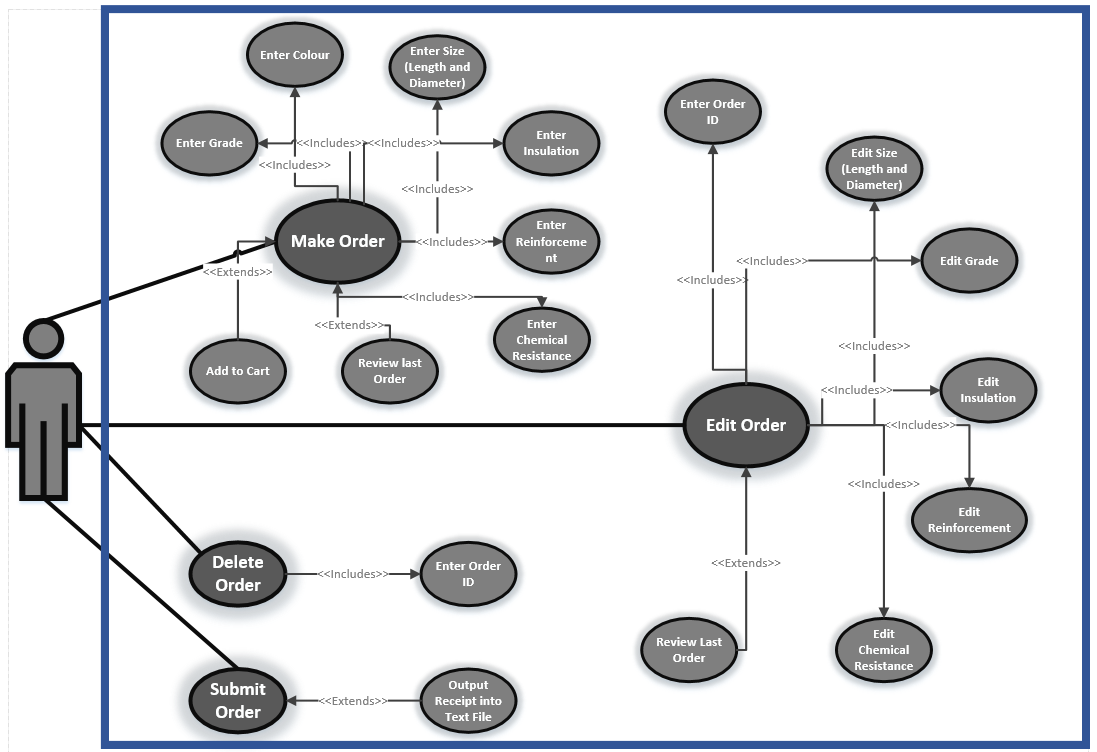 Enter Colour
Enter Size
(Length and
Diameter)
Enter Grade
<<Includes>>
<<Includes>>
Enter
Insulation
<<Includes>>
<<Includes>>
Make Order
<<Includes>>
Enter
Reinforceme
nt
<<Extends>>
<<Includes>>
<<Extends>>
Enter
Chemical
Resistance
Add to Cart
Review last
Order
Enter Order
ID
Edit Size
(Length and
Diameter)
<<Includes>>
Edit Grade
<<Includes>>
<<Includes>>
Edit
Insulation
<<Includes>>
Edit Order
<<Includes>>
<<Includes>>
Edit
Reinforcement
<<Extends>>
Delete
Order
<<Includes>>
Enter Order
ID
Review Last
Order
Edit
Chemical
Resistance
Submit
Order
<<Extends>>
Output
Receipt into
Text File